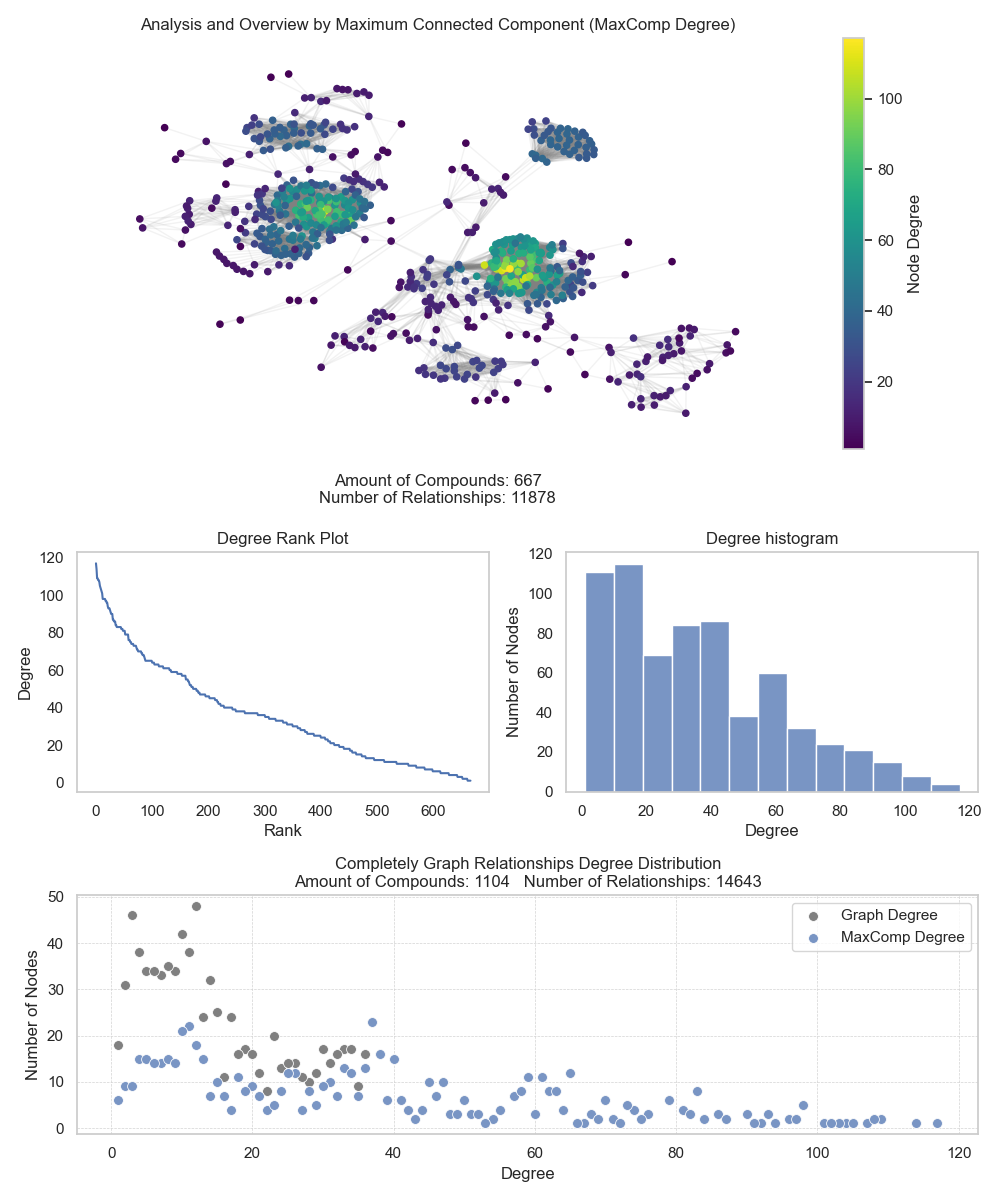 Analysis and Overview by Maximum Connected Component (MaxComp Degree)
100
80
60
40
20
Node Degree
Amount of Compounds: 667
Number of Relationships: 11878
Degree Rank Plot
120
100
80
60
40
20
0
Degree
0 100 200 300 400 500 600
Rank
Degree histogram
120
100
80
60
40
20
0
Number of Nodes
0 20 40 60 80 100 120
Degree
Completely Graph Relationships Degree Distribution
Amount of Compounds: 1104 Number of Relationships: 14643
50
40
30
20
10
0
Number of Nodes
Graph Degree
MaxComp Degree
0 20 40 60 80 100 120
Degree